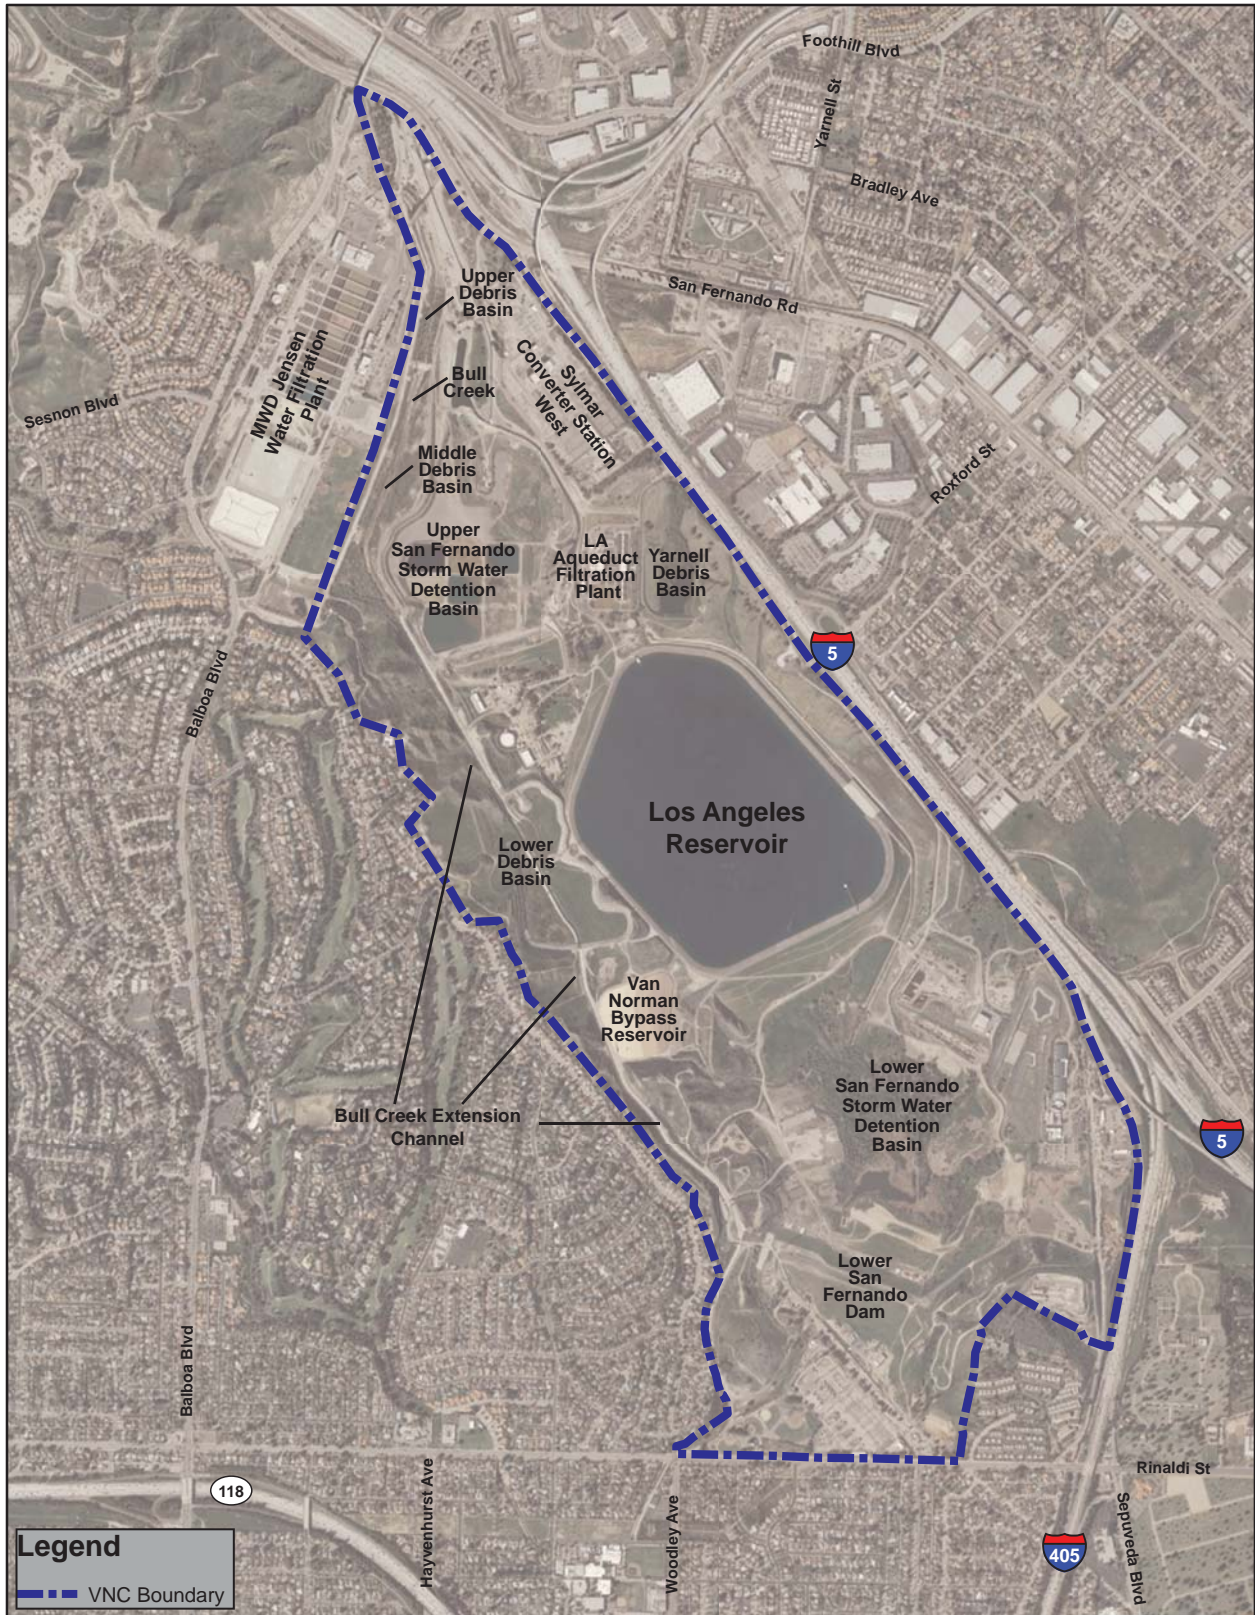 Foothill Blvd
Yarnell St
Bradley Ave
San Fernando Rd
Upper
Debris
Basin
MWD Jensen
Water Filtration
Plant
Sylmar
Converter Station
West
Bull
Creek
Sesnon Blvd
Middle
Debris
Basin
Roxford St
Upper
San Fernando
Storm Water
Detention
Basin
LA
Aqueduct
Filtration
Plant
Yarnell
Debris
Basin
5
Balboa Blvd
Los Angeles
Reservoir
Lower
Debris
Basin
Van
Norman
Bypass
Reservoir
Lower
San Fernando
Storm Water
Detention
Basin
Bull Creek Extension
Channel
5
Lower
San
Fernando
Dam
Balboa Blvd
Rinaldi St
118
Hayvenhurst Ave
Woodley Ave
Sepuveda Blvd
405
Legend
VNC Boundary